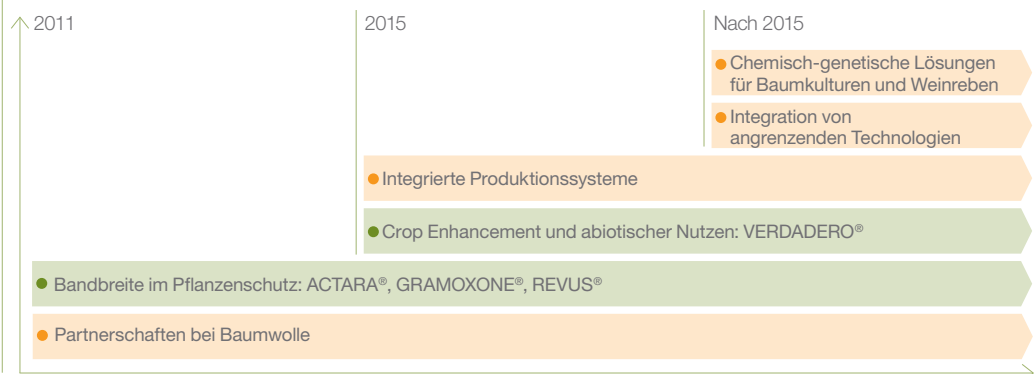 2011
2015
Nach 2015
Chemisch-genetische Lösungen
für Baumkulturen und Weinreben
Integration von
angrenzenden Technologien
Integrierte Produktionssysteme
Crop Enhancement und abiotischer Nutzen: VERDADERO®
Bandbreite im Pflanzenschutz: ACTARA®, GRAMOXONE®, REVUS®
Partnerschaften bei Baumwolle